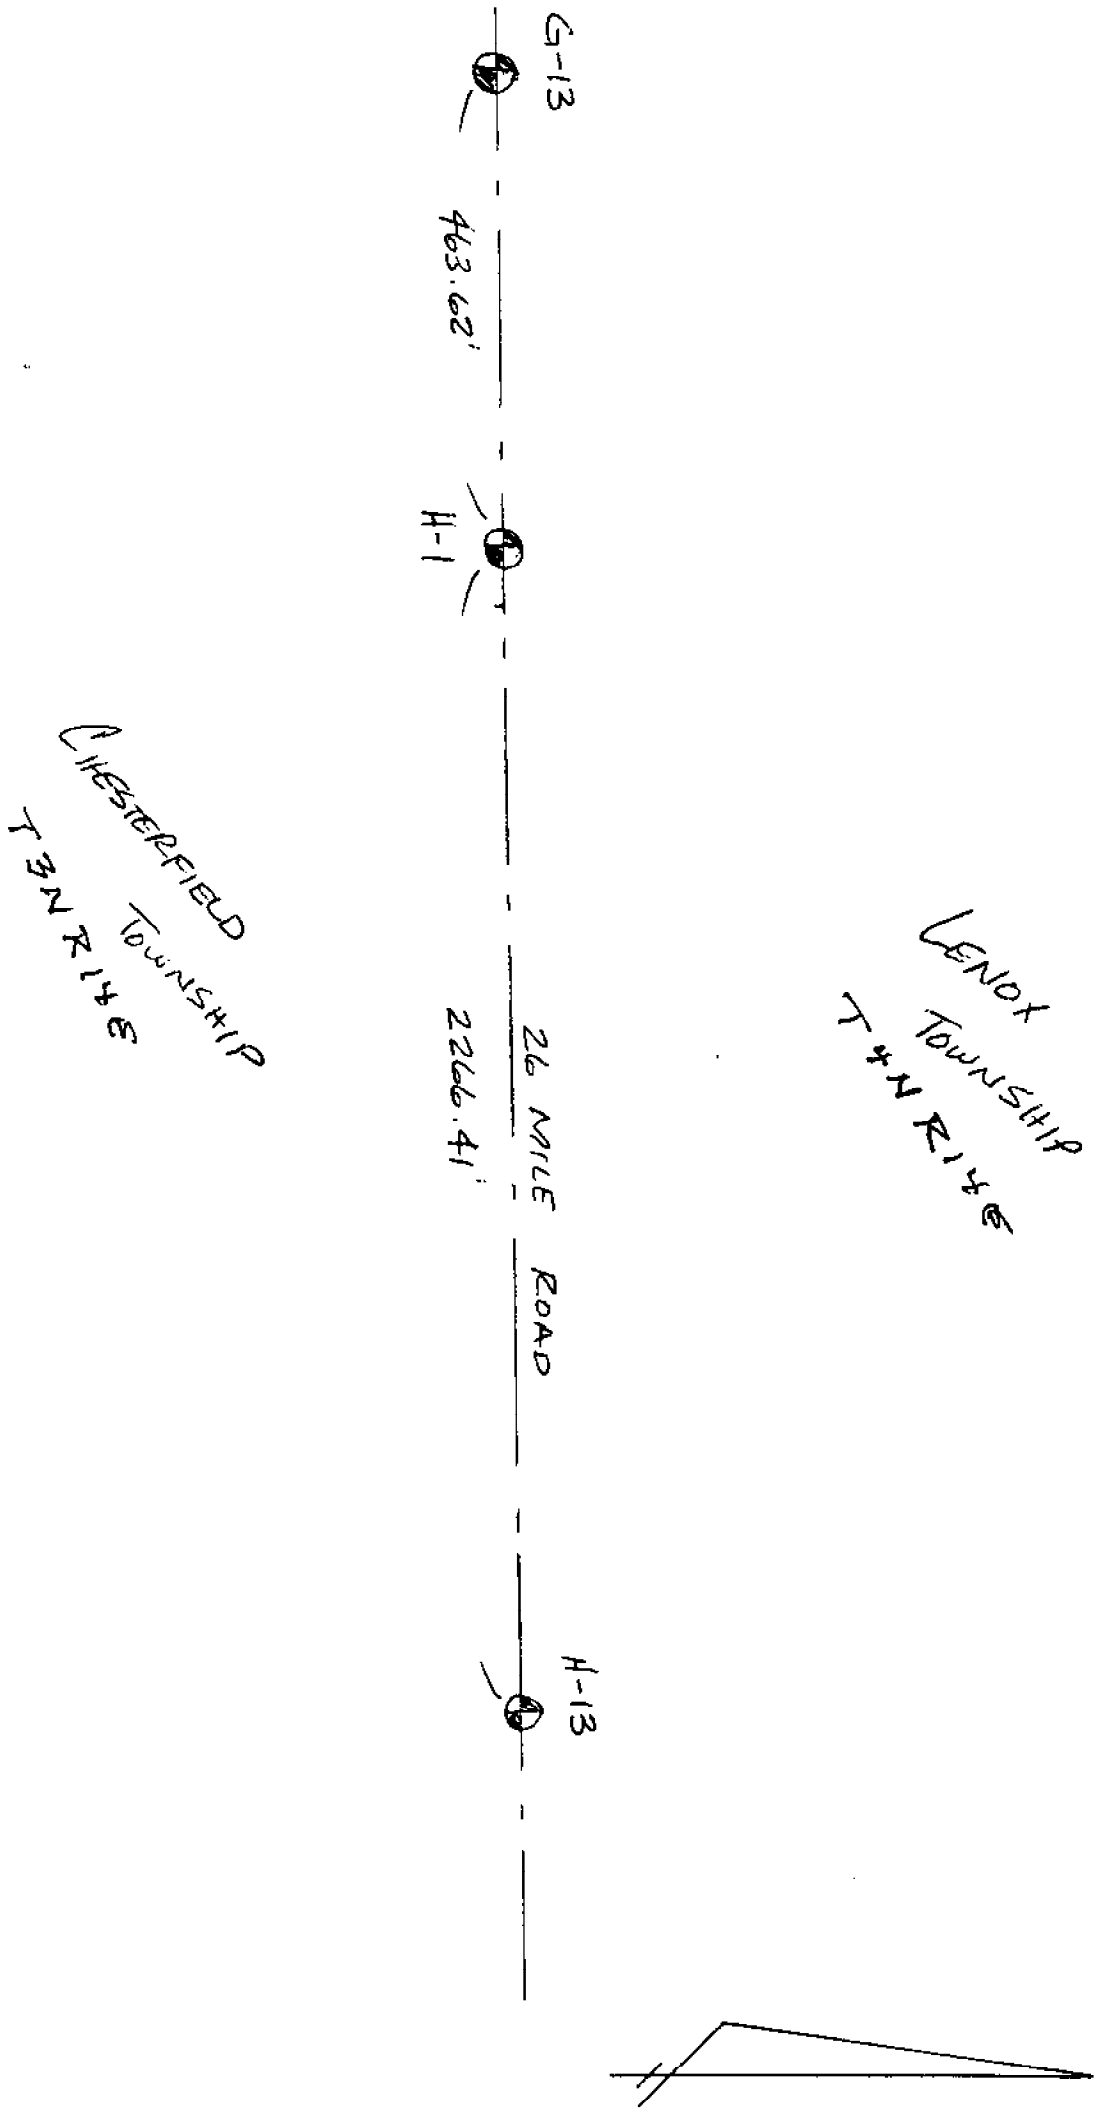 LENOX
TOWNSHIP
T4N R14E
G-13
H-13
26 MILE ROAD
463.62'
2266.41'
H-1
CHESTERFIELD
TOWNSHIP
T3N R14E